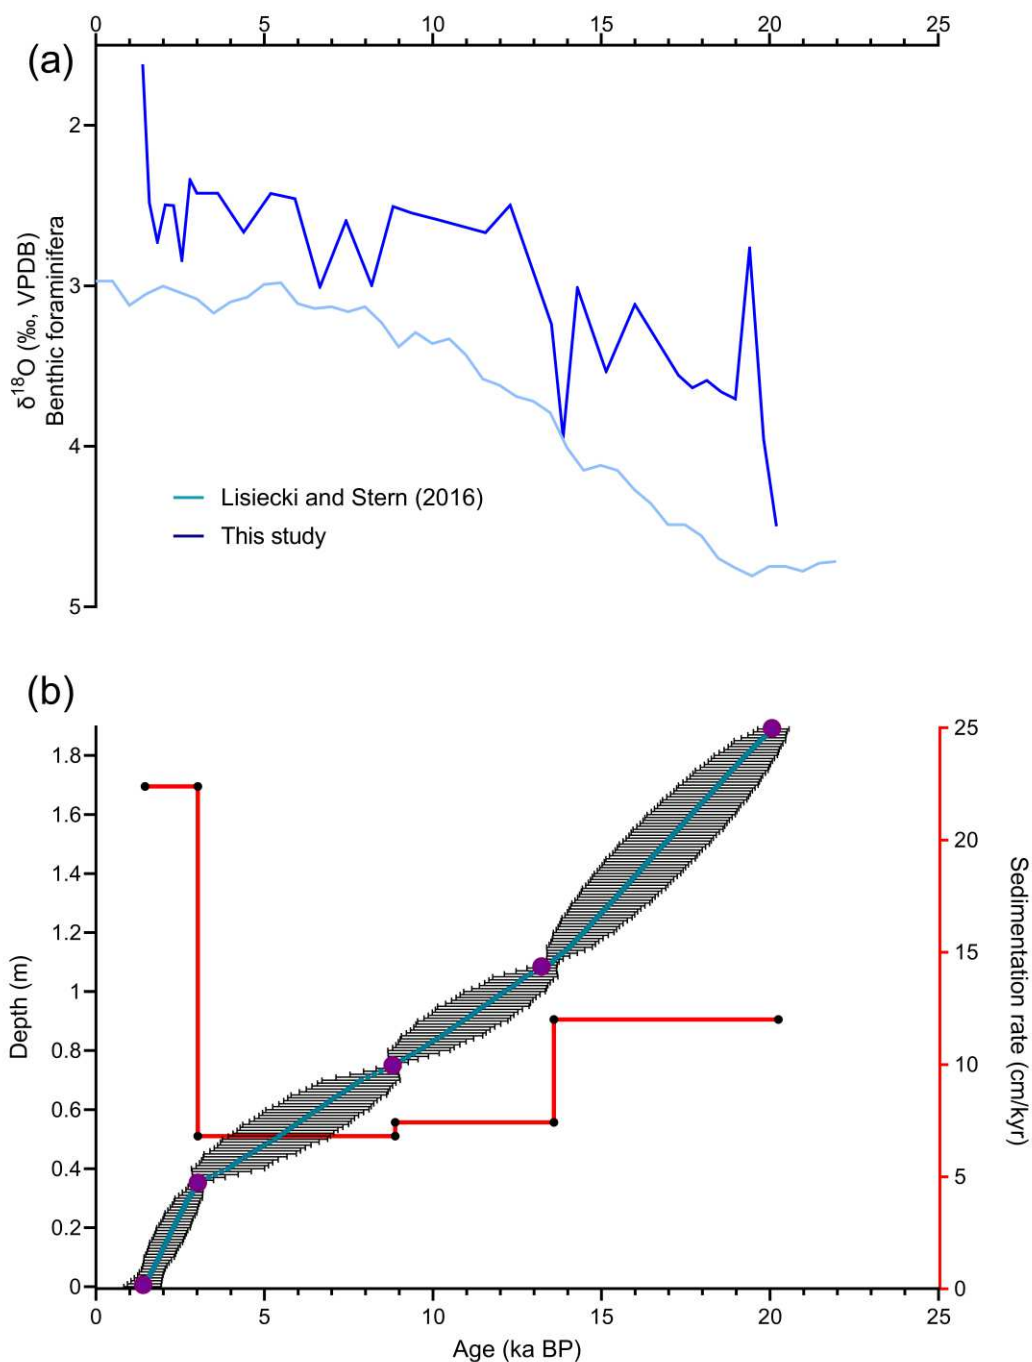 0 5 10 15 20 25
(a)
2
3
4
5
δ18O (‰, VPDB)
Benthic foraminifera
Lisiecki and Stern (2016)
This study
(b)
1.8
1.6
1.4
1.2
1
0.8
0.6
0.4
0.2
0
Depth (m)
25
20
15
10
5
0
Sedimentation rate (cm/kyr)
0 5 10 15 20 25
Age (ka BP)